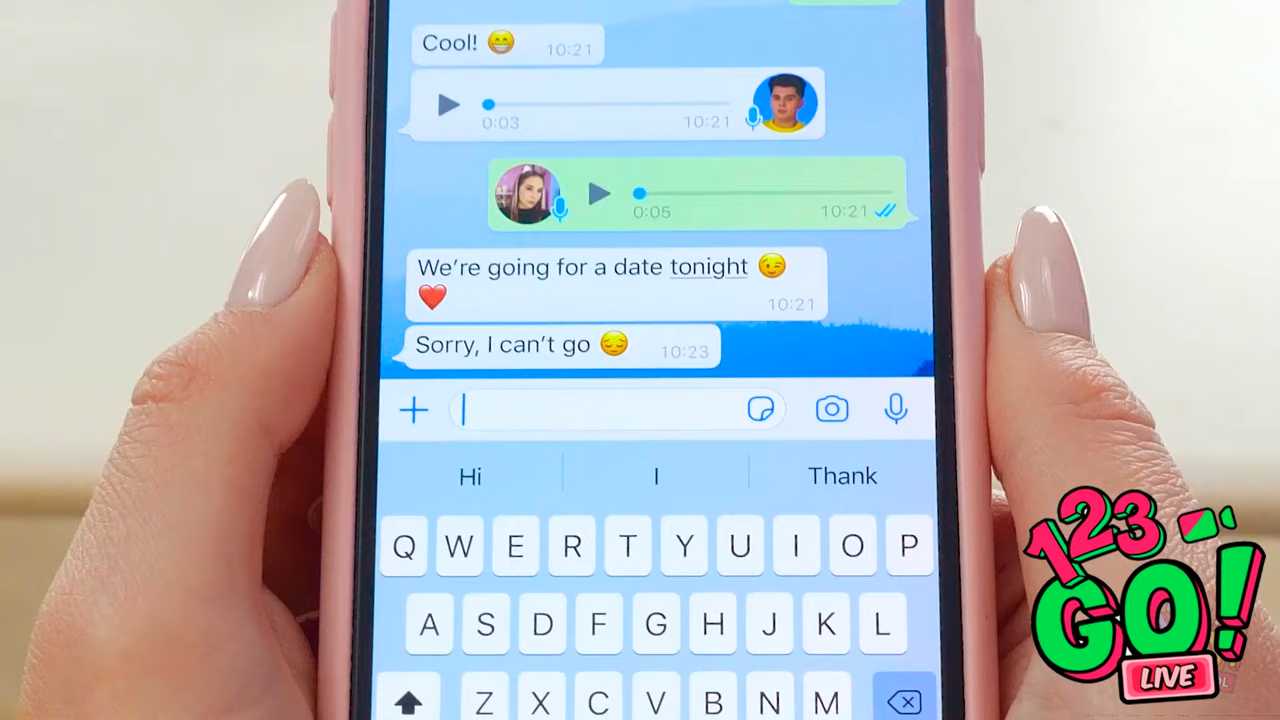 Cool! 😁 10:21
0:03 10:21
0:05 10:21
We're going for a date tonight 😉
❤️ 10:21
Sorry, I can't go 😔 10:23
Hi I Thank
Q W E R T Y U I O P
A S D F G H J K L
Z X C V B N M
123
GO!
LIVE